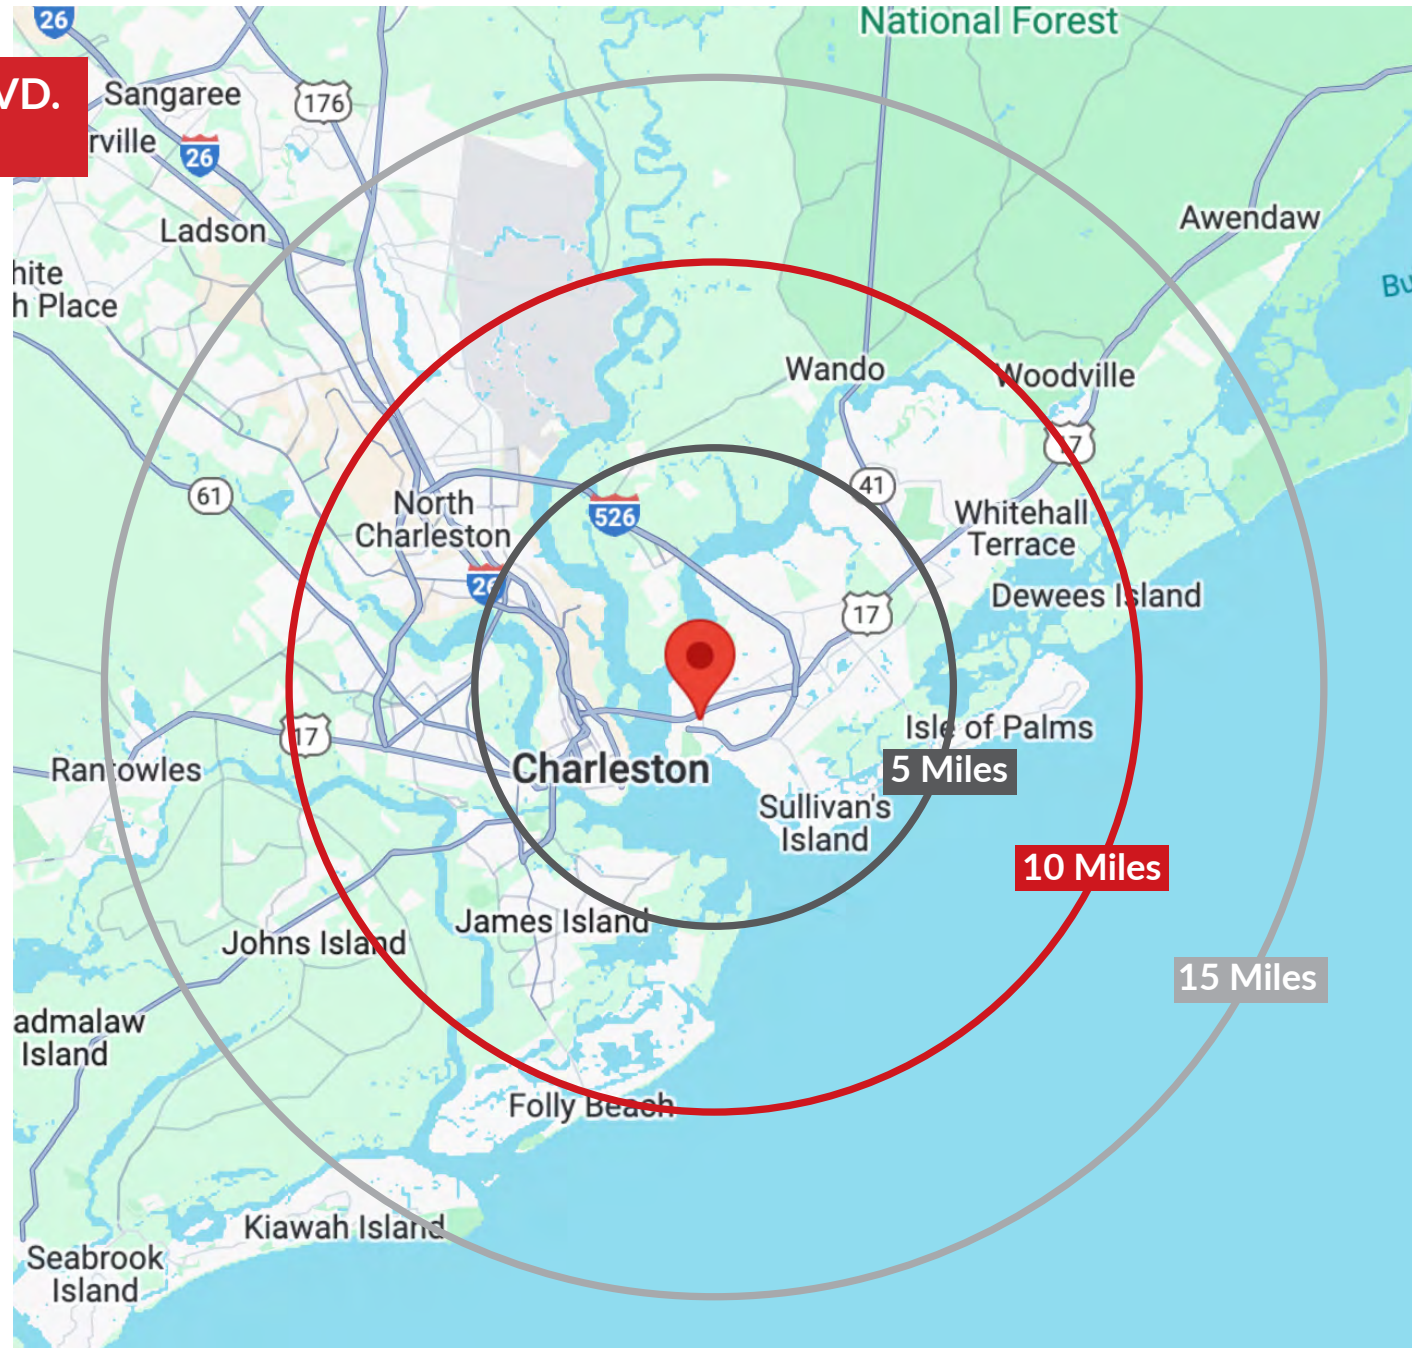 National Forest
26
VD.
Sangaree
176
rville
26
Ladson
Awendaw
hite
h Place
Bu
Wando
Woodville
17
61
41
North
Charleston
526
Whitehall
Terrace
26
17
Dewees Island
17
Isle of Palms
Rantowles
Charleston
5 Miles
Sullivan's
Island
10 Miles
James Island
Johns Island
15 Miles
admalaw
Island
Folly Beach
Kiawah Island
Seabrook
Island